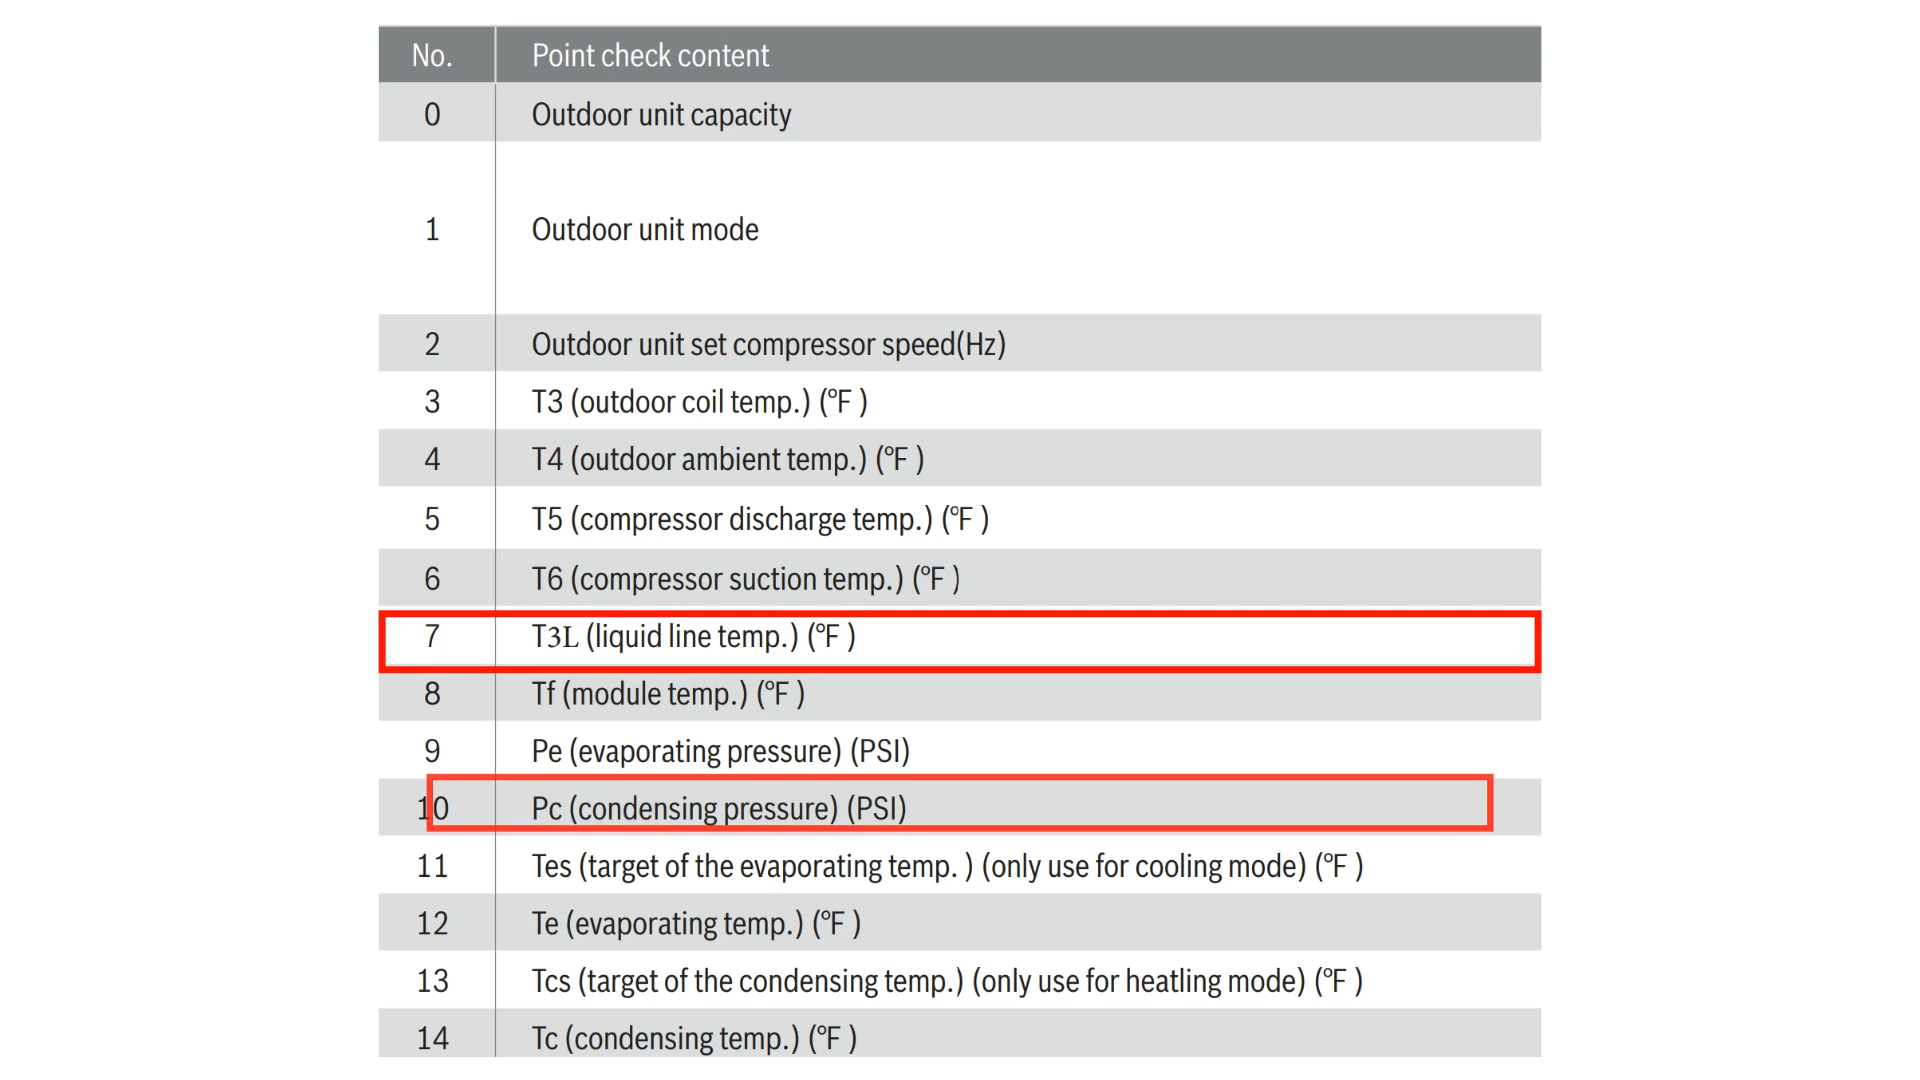 No. Point check content
0 Outdoor unit capacity
1 Outdoor unit mode
2 Outdoor unit set compressor speed(Hz)
3 T3 (outdoor coil temp.) (°F )
4 T4 (outdoor ambient temp.) (°F )
5 T5 (compressor discharge temp.) (°F )
6 T6 (compressor suction temp.) (°F )
7 T3L (liquid line temp.) (°F )
8 Tf (module temp.) (°F )
9 Pe (evaporating pressure) (PSI)
10 Pc (condensing pressure) (PSI)
11 Tes (target of the evaporating temp. ) (only use for cooling mode) (°F )
12 Te (evaporating temp.) (°F )
13 Tcs (target of the condensing temp.) (only use for heatling mode) (°F )
14 Tc (condensing temp.) (°F )